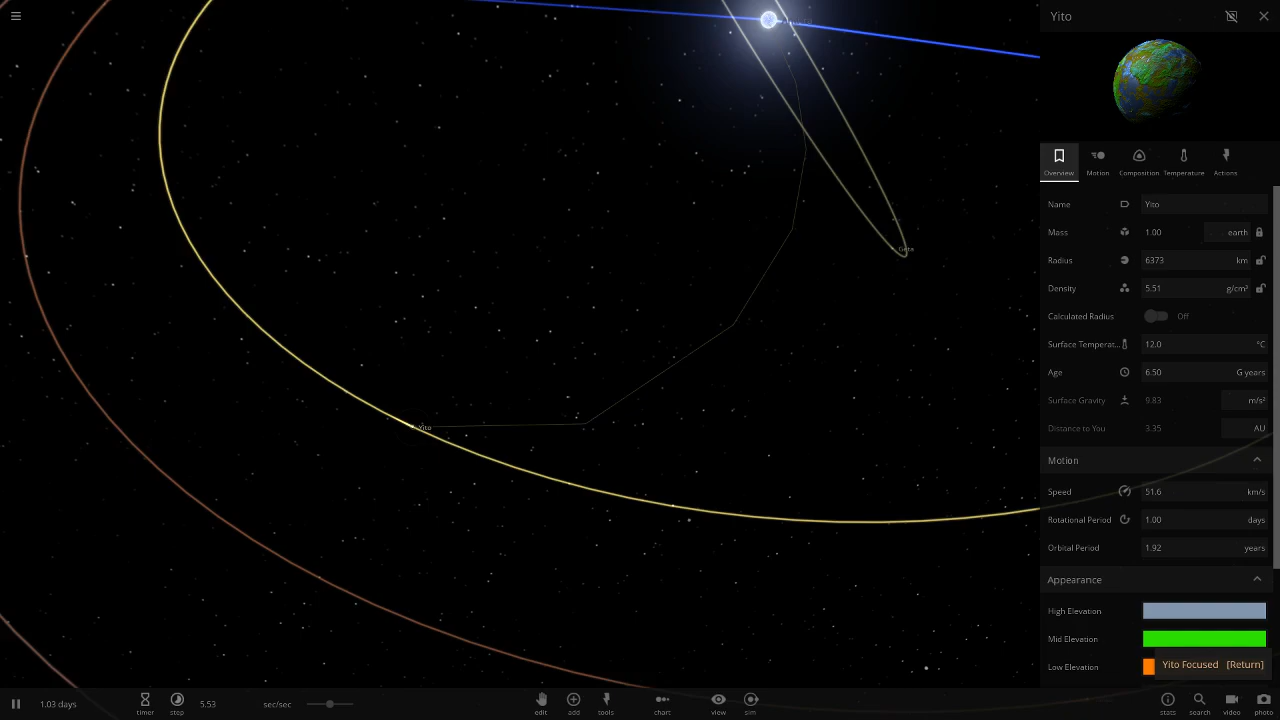 Yito
Overview Motion Composition Temperature Actions
Name Yito
Mass 1.00 earth
Radius 6373 km
Density 5.51 g/cm³
Calculated Radius Off
Surface Temperat... 12.0 °C
Age 6.50 G years
Surface Gravity 9.83 m/s²
Distance to You 3.35 AU
Motion
Speed 51.6 km/s
Rotational Period 1.00 days
Orbital Period 1.92 years
Appearance
High Elevation
Mid Elevation
Low Elevation
Yito Focused [Return]
Yito
1.03 days timer step 5.53 sec/sec edit add tools chart view sim stats search video photo